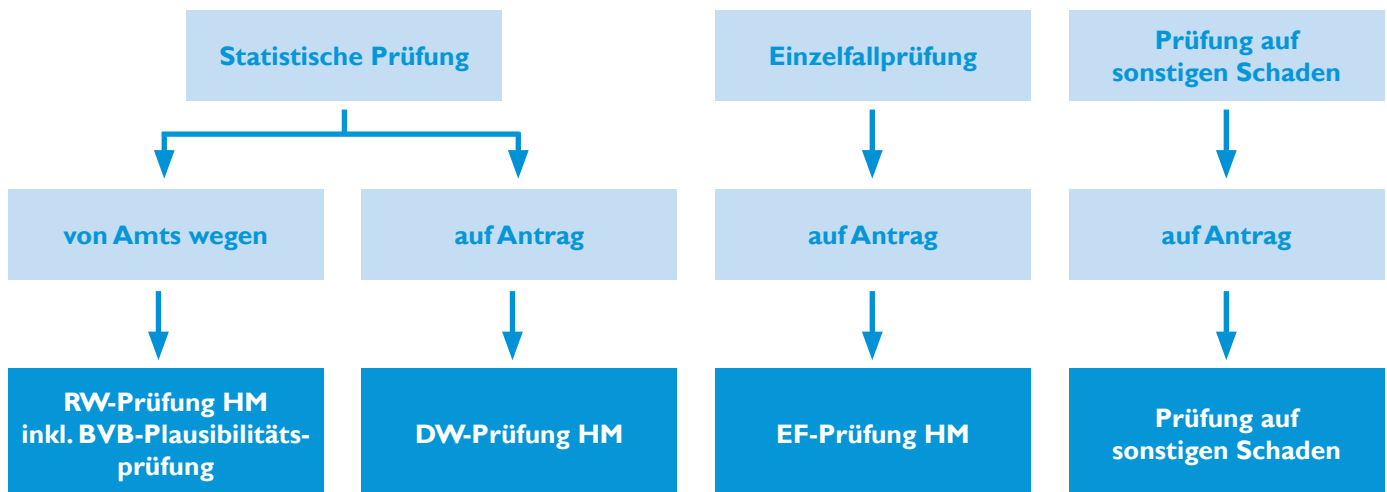 Statistische Prüfung
Einzelfallprüfung
Prüfung auf
sonstigen Schaden
von Amts wegen
auf Antrag
auf Antrag
auf Antrag
RW-Prüfung HM
inkl. BVB-Plausibilitäts-
prüfung
DW-Prüfung HM
EF-Prüfung HM
Prüfung auf
sonstigen Schaden